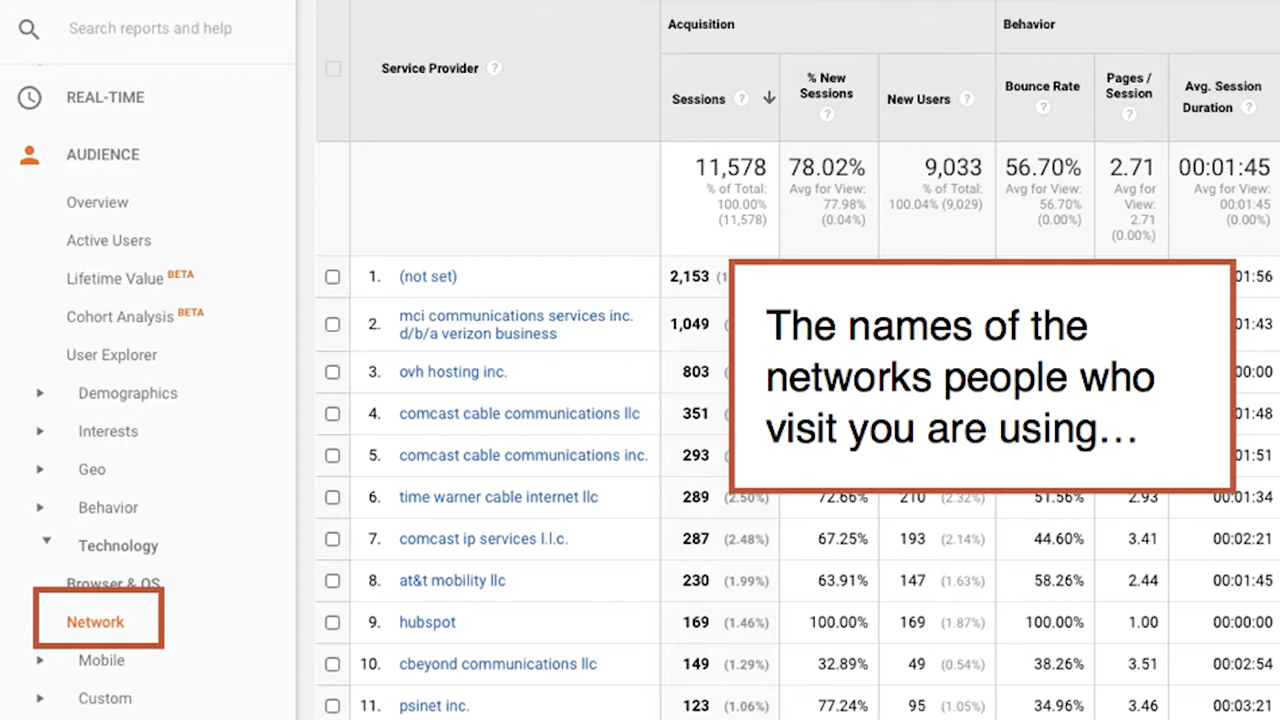 Search reports and help
REAL-TIME
AUDIENCE
Overview
Active Users
Lifetime Value BETA
Cohort Analysis BETA
User Explorer
Demographics
Interests
Geo
Behavior
Technology
Browser & OS
Network
Mobile
Custom
Acquisition
Behavior
Service Provider ?
Sessions ?
% New
Sessions
?
New Users ?
Bounce Rate
?
Pages /
Session
?
Avg. Session
Duration ?
11,578
% of Total:
100.00%
(11,578)
78.02%
Avg for View:
77.98%
(0.04%)
9,033
% of Total:
100.04% (9,029)
56.70%
Avg for View:
56.70%
(0.00%)
2.71
Avg for
View:
2.71
(0.00%)
00:01:45
Avg for View:
00:01:45
(0.00%)
The names of the
networks people who
visit you are using…
1. (not set) 2,153 01:56
2. mci communications services inc.
d/b/a verizon business 1,049 01:43
3. ovh hosting inc. 803 00:00
4. comcast cable communications llc 351 01:48
5. comcast cable communications inc. 293 01:51
6. time warner cable internet llc 289 (2.50%) 72.66% 210 (2.32%) 51.56% 2.93 00:01:34
7. comcast ip services l.l.c. 287 (2.48%) 67.25% 193 (2.14%) 44.60% 3.41 00:02:21
8. at&t mobility llc 230 (1.99%) 63.91% 147 (1.63%) 58.26% 2.44 00:01:45
9. hubspot 169 (1.46%) 100.00% 169 (1.87%) 100.00% 1.00 00:00:00
10. cbeyond communications llc 149 (1.29%) 32.89% 49 (0.54%) 38.26% 3.51 00:02:54
11. psinet inc. 123 (1.06%) 77.24% 95 (1.05%) 34.96% 3.46 00:03:21